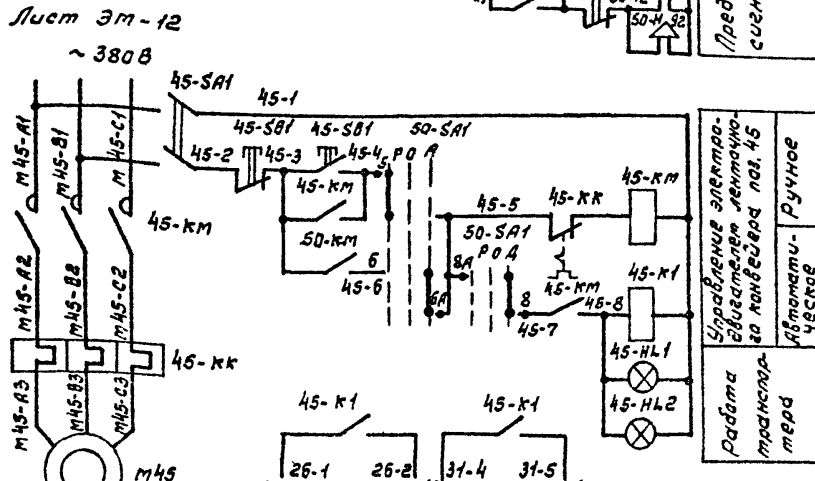 Лист ЭМ-12
~ 380В
50-Н 92
Пред
сигн
45-SA1
45-1
45-SB1
45-SB1
50-SA1
45-2
45-3
45-4
5
Р О А
М45-А1
М45-В1
М45-С1
45-КМ
45-5
45-КК
45-КМ
45-КМ
50-КМ
6
45-6
50-SA1
8А
Р О А
6А
8
45-7
45-КМ
45-8
45-К1
М45-А2
М45-В2
М45-С2
45-КК
45-HL1
45-HL2
М45-А3
М45-В3
М45-С3
М45
45-К1
26-1
26-2
45-К1
31-4
31-5
Управление электро-
двигателем ленточно-
го конвейера поз. 45
Ручное
Автомати-
ческое
Работа
транспор-
тера